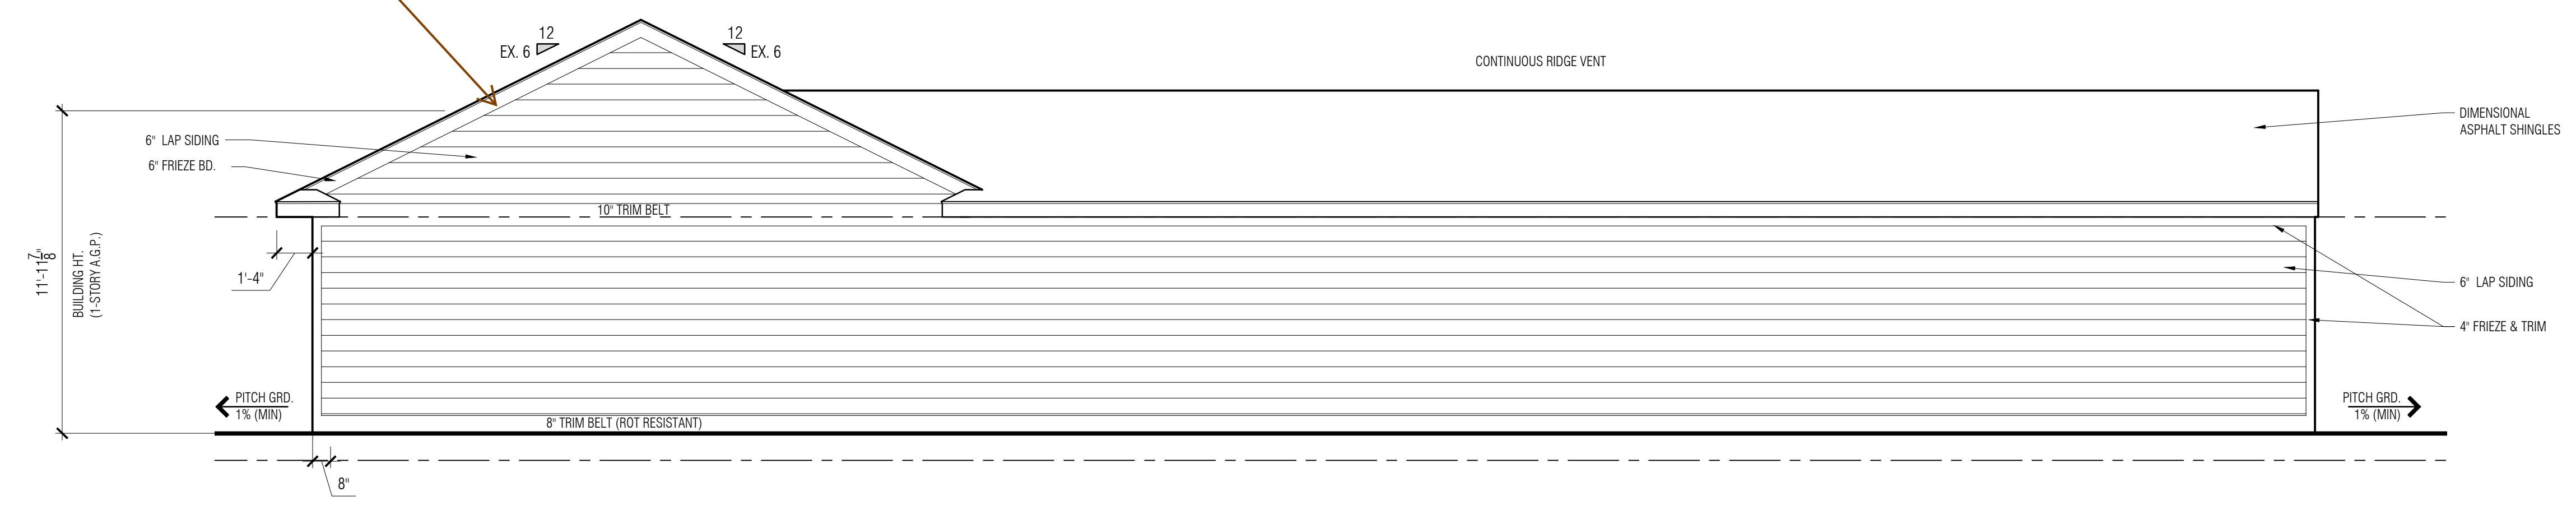 12
EX. 6
12
EX. 6
CONTINUOUS RIDGE VENT
DIMENSIONAL
ASPHALT SHINGLES
6" LAP SIDING
6" FRIEZE BD.
10" TRIM BELT
11'-11 7/8"
BUILDING HT.
(1-STORY A.G.P.)
1'-4"
6" LAP SIDING
4" FRIEZE & TRIM
PITCH GRD.
1% (MIN)
PITCH GRD.
1% (MIN)
8" TRIM BELT (ROT RESISTANT)
8"